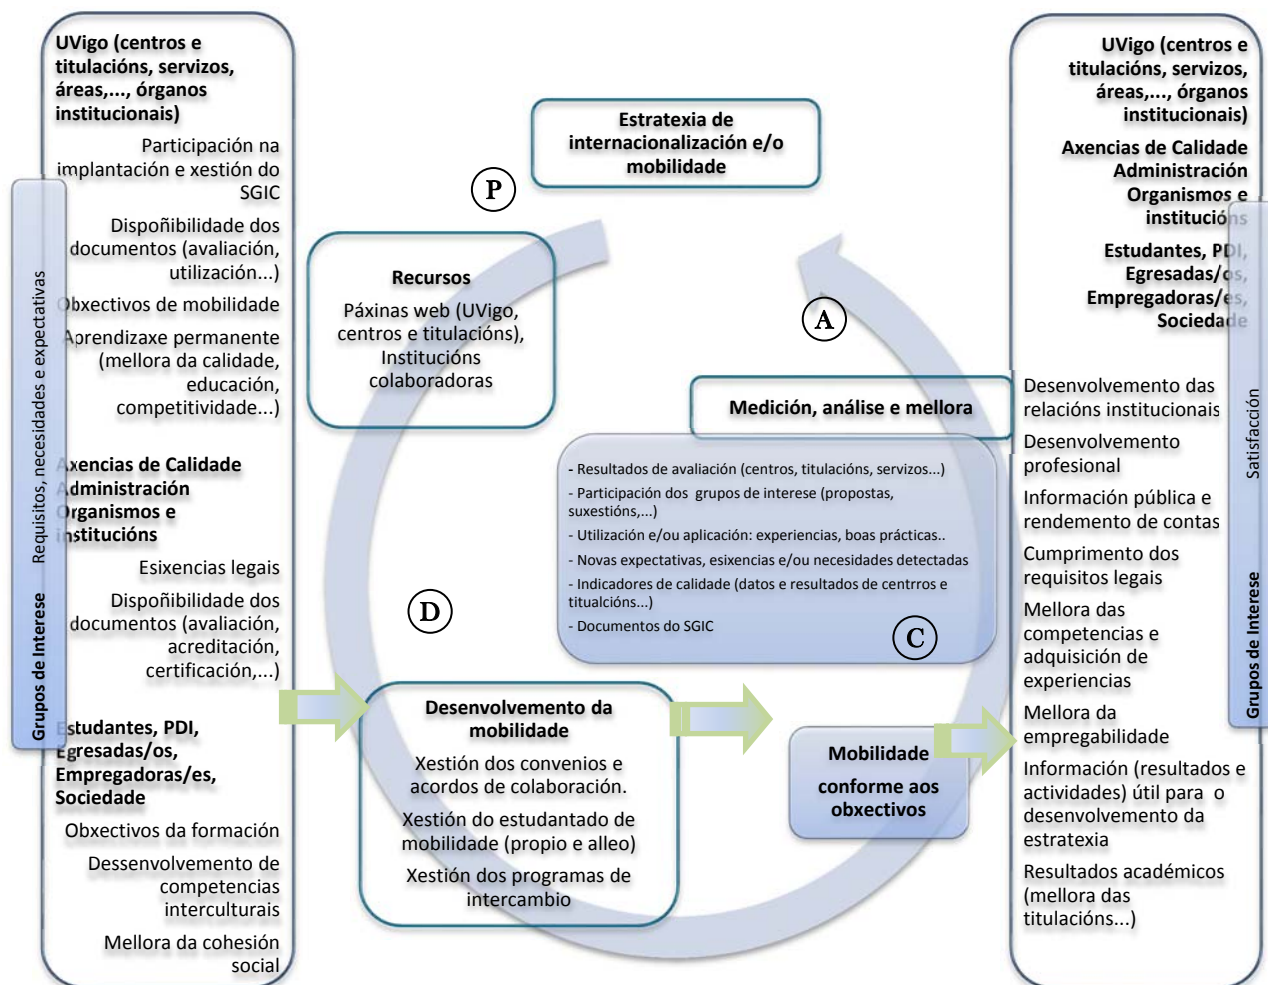 UVigo (centros e
titulacións, servizos,
áreas,..., órganos
institucionais)
Participación na
implantación e xestión do
SGIC
Dispoñibilidade dos
documentos (avaliación,
utilización...)
Obxectivos de mobilidade
Aprendizaxe permanente
(mellora da calidade,
educación,
competitividade...)
Axencias de Calidade
Administración
Organismos e
institucións
Esixencias legais
Dispoñibilidade dos
documentos (avaliación,
acreditación,
certificación,...)
Estudantes, PDI,
Egresadas/os,
Empregadoras/es,
Sociedade
Obxectivos da formación
Dessenvolvemento de
competencias
interculturais
Mellora da cohesión
social
Grupos de Interese Requisitos, necesidades e expectativas
Estratexia de
internacionalización e/o
mobilidade
P
Recursos
Páxinas web (UVigo,
centros e titulacións),
Institucións
colaboradoras
A
Medición, análise e mellora
- Resultados de avaliación (centros, titulacións, servizos...)
- Participación dos grupos de interese (propostas,
suxestións,...)
- Utilización e/ou aplicación: experiencias, boas prácticas..
- Novas expectativas, esixencias e/ou necesidades detectadas
- Indicadores de calidade (datos e resultados de centrros e
titualcións...)
- Documentos do SGIC
C
D
Desenvolvemento da
mobilidade
Xestión dos convenios e
acordos de colaboración.
Xestión do estudantado de
mobilidade (propio e alleo)
Xestión dos programas de
intercambio
Mobilidade
conforme aos
obxectivos
UVigo (centros e
titulacións, servizos,
áreas,..., órganos
institucionais)
Axencias de Calidade
Administración
Organismos e
institucións
Estudantes, PDI,
Egresadas/os,
Empregadoras/es,
Sociedade
Desenvolvemento das
relacións institucionais
Desenvolvemento
profesional
Información pública e
rendemento de contas
Cumprimento dos
requisitos legais
Mellora das
competencias e
adquisición de
experiencias
Mellora da
empregabilidade
Información (resultados e
actividades) útil para o
desenvolvemento da
estratexia
Resultados académicos
(mellora das
titulacións...)
Grupos de Interese Satisfacción